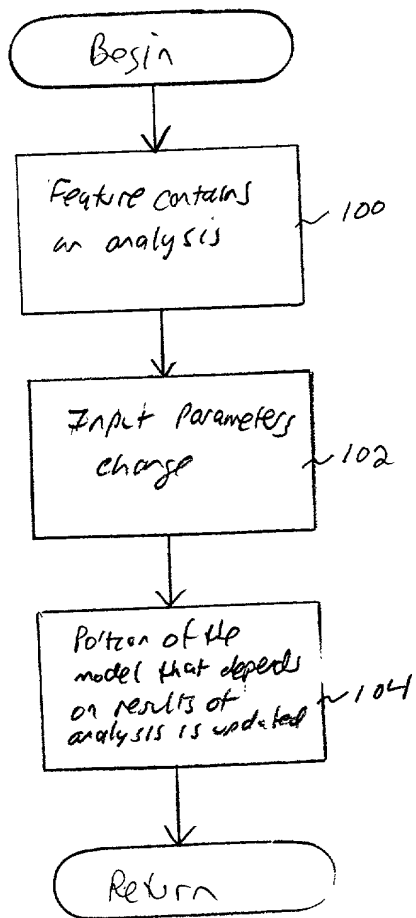 Begin
Feature contains
an analysis
100
Input Parameters
change
102
Portion of the
model that depends
on results of
analysis is updated
104
Return